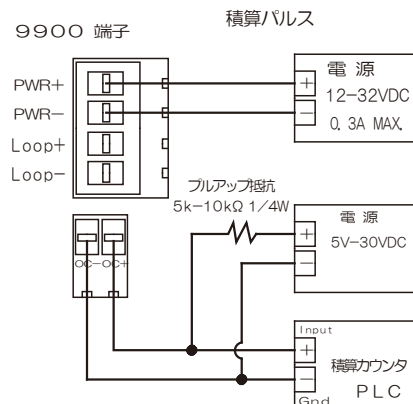 積算パルス
9900 端子
PWR+
PWR−
Loop+
Loop−
電 源
+
12−32VDC
−
0.3A MAX.
プルアップ抵抗
5k−10kΩ 1/4W
電 源
+
5V−30VDC
−
OC− OC+
Input
+
積算カウンタ
−
PLC
Gnd